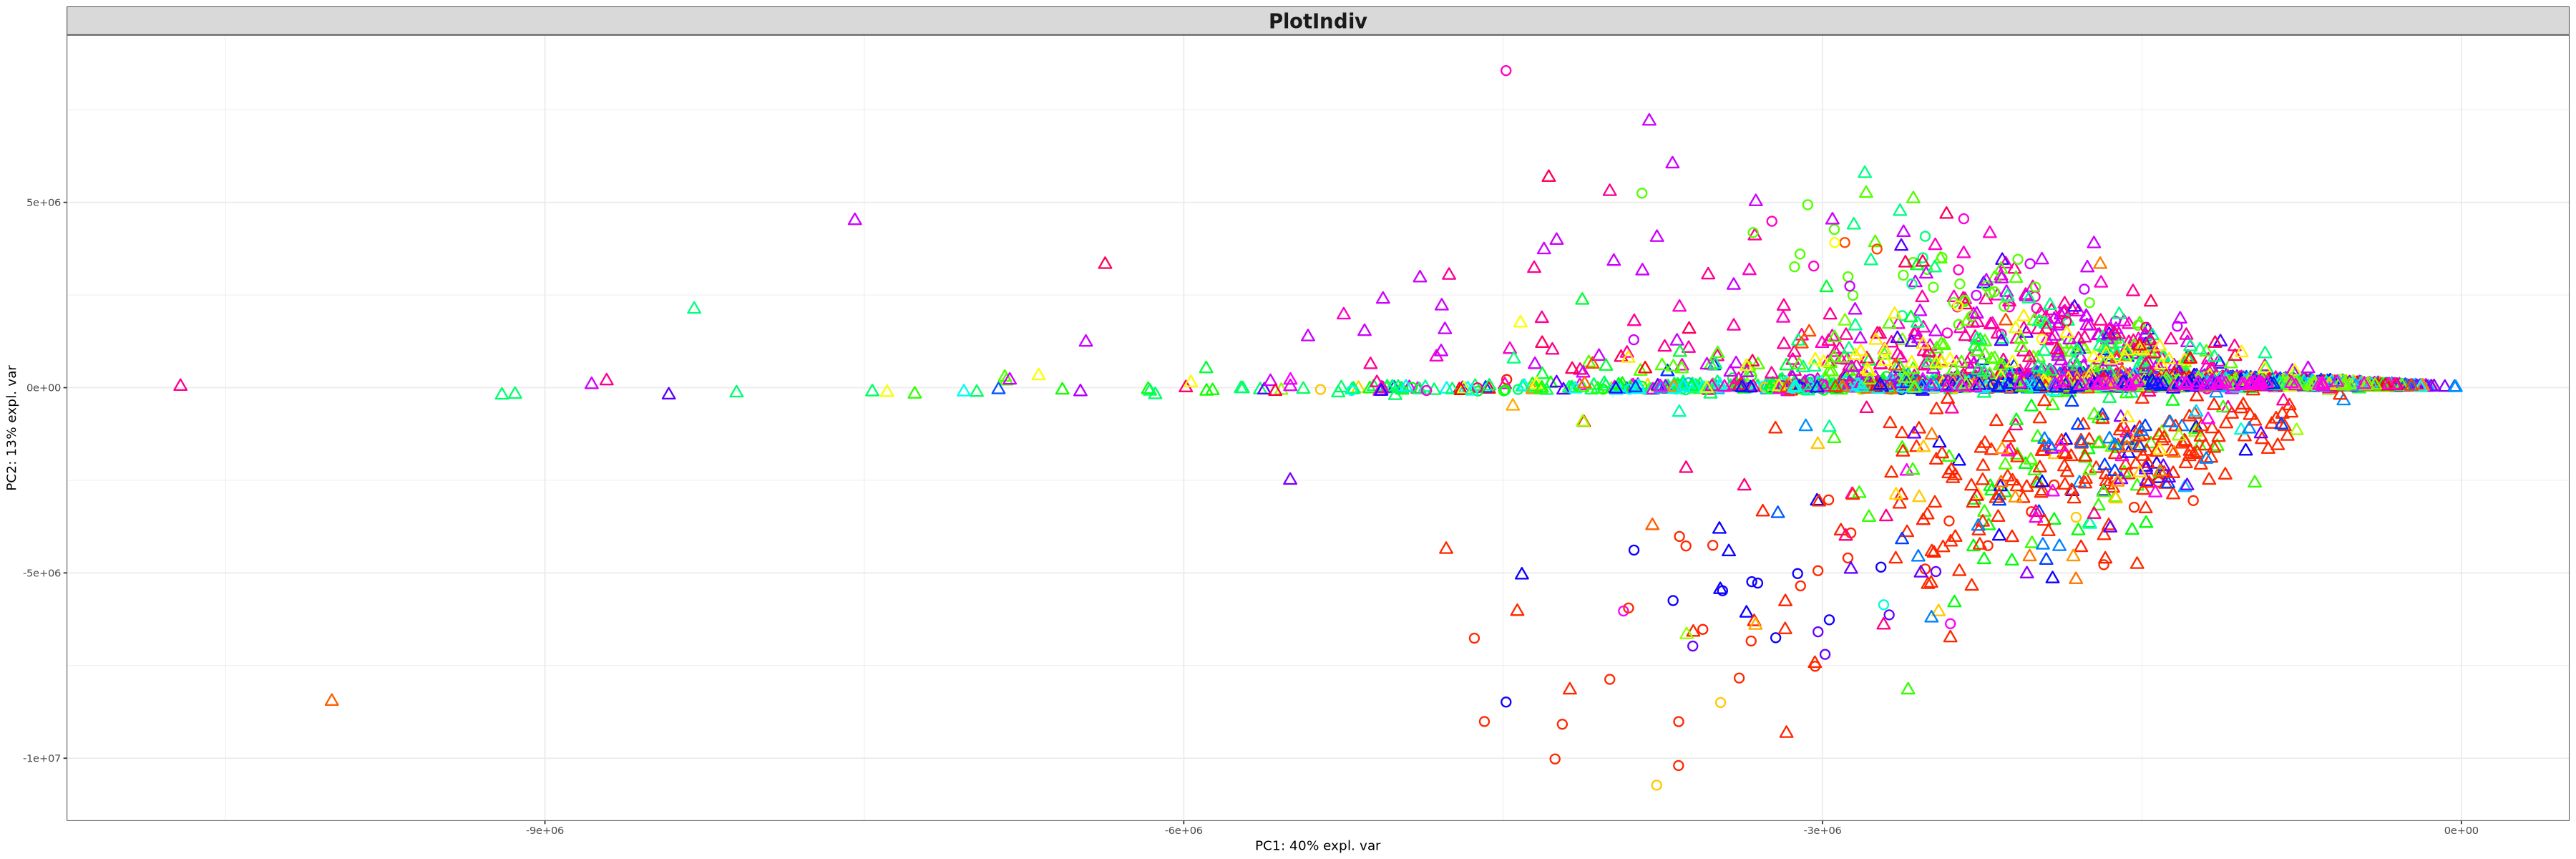 PlotIndiv
5e+06
0e+00
-5e+06
-1e+07
PC2: 13% expl. var
-9e+06
-6e+06
-3e+06
0e+00
PC1: 40% expl. var